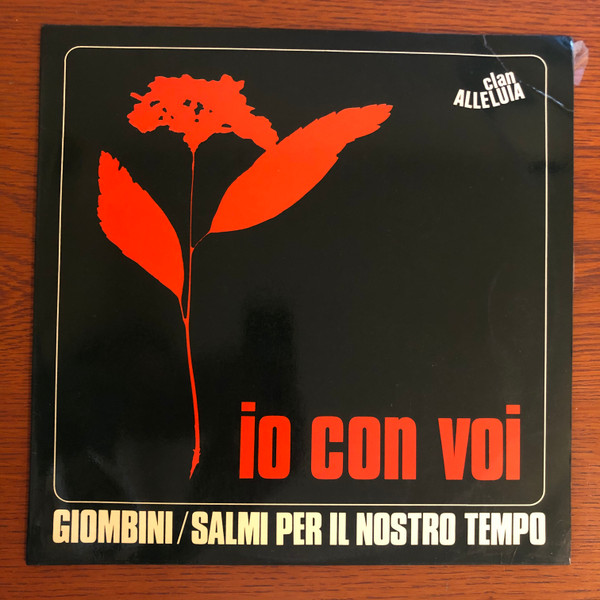 clan
ALLELUIA
io con voi
GIOMBINI/SALMI PER IL NOSTRO TEMPO